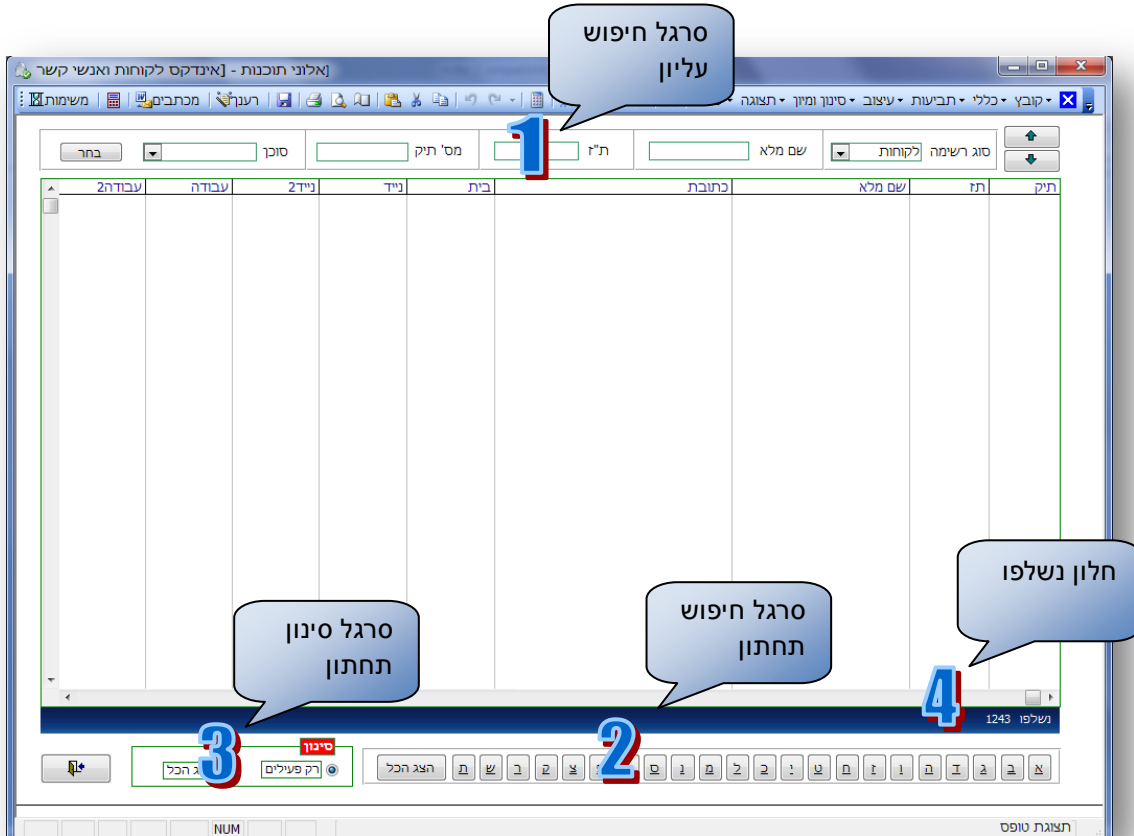 סרגל חיפוש
עליון
[אלוני תוכנות - [אינדקס לקוחות ואנשי קשר
קובץ כללי תביעות עיצוב סינון ומיון תצוגה רענן מכתבים משימות
סוג רשימה לקוחות שם מלא ת"ז מס' תיק סוכן בחר
1
תיק תז שם מלא כתובת בית נייד נייד2 עבודה עבודה2
חלון נשלפו
סרגל חיפוש
תחתון
סרגל סינון
תחתון
4
נשלפו 1243
2
3
סינון
א ב ג ד ה ו ז ח ט י כ ל מ נ ס צ ק ר ש ת הצג הכל רק פעילים הכל
תצוגת טופס NUM